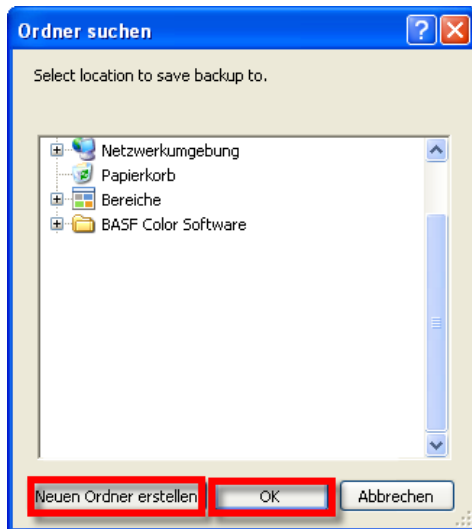 Ordner suchen
Select location to save backup to.
Netzwerkumgebung
Papierkorb
Bereiche
BASF Color Software
Neuen Ordner erstellen OK Abbrechen